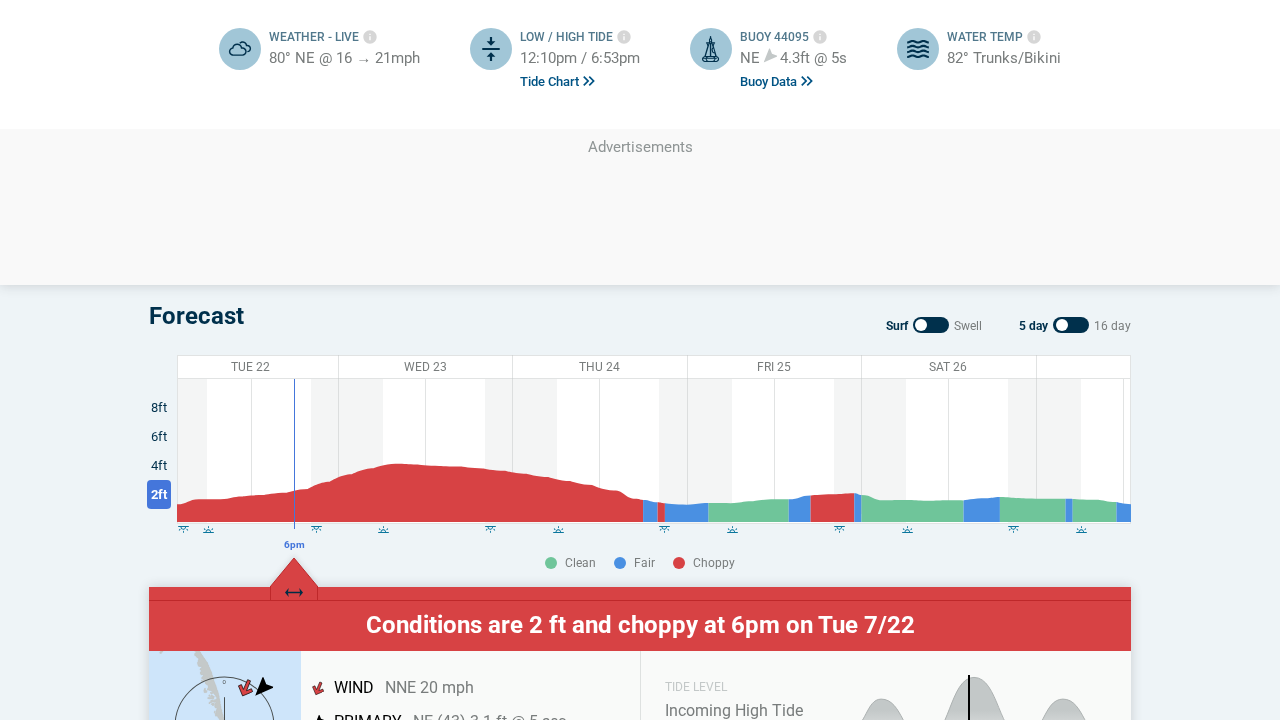 WEATHER - LIVE
80° NE @ 16 → 21mph
LOW / HIGH TIDE
12:10pm / 6:53pm
Tide Chart
BUOY 44095
NE 4.3ft @ 5s
Buoy Data
WATER TEMP
82° Trunks/Bikini
Advertisements
Forecast
Surf Swell
5 day 16 day
TUE 22 WED 23 THU 24 FRI 25 SAT 26
8ft
6ft
4ft
2ft
6pm
Clean Fair Choppy
Conditions are 2 ft and choppy at 6pm on Tue 7/22
WIND NNE 20 mph
PRIMARY NE (43) 3.1 ft @ 5 sec
TIDE LEVEL
Incoming High Tide